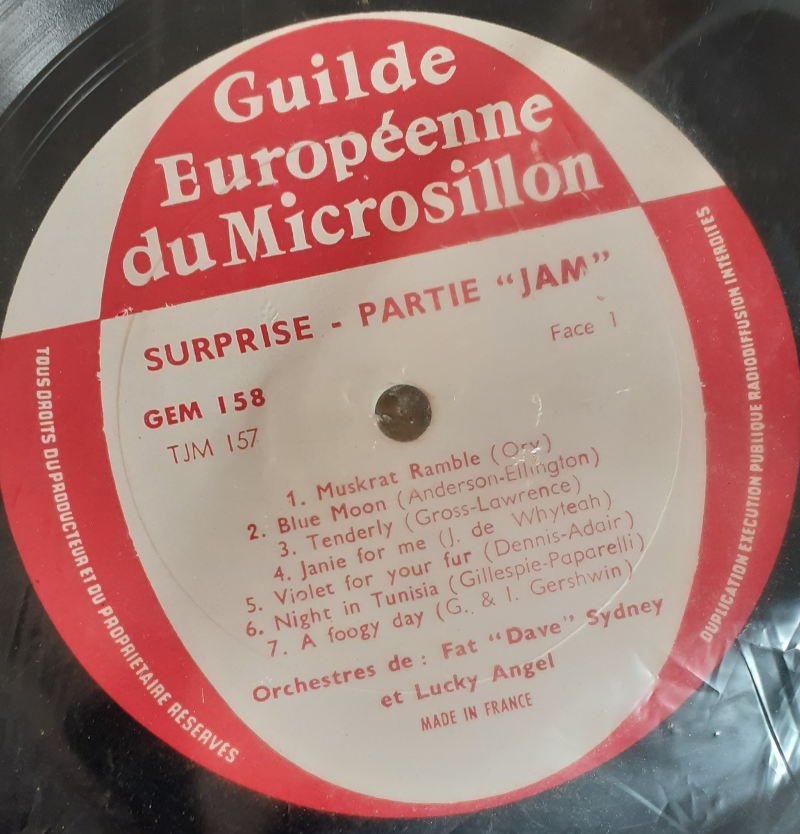 Guilde
Européenne
du Microsillon
SURPRISE - PARTIE "JAM"
Face 1
GEM 158
TJM 157
1. Muskrat Ramble (Ory)
2. Blue Moon (Anderson-Ellington)
3. Tenderly (Gross-Lawrence)
4. Janie for me (J. de Whyteah)
5. Violet for your fur (Dennis-Adair)
6. Night in Tunisia (Gillespie-Paparelli)
7. A foogy day (G. & I. Gershwin)
Orchestres de : Fat "Dave" Sydney
et Lucky Angel
MADE IN FRANCE
TOUS DROITS DU PRODUCTEUR ET DU PROPRIETAIRE RESERVES
DUPLICATION EXECUTION PUBLIQUE RADIODIFFUSION INTERDITES